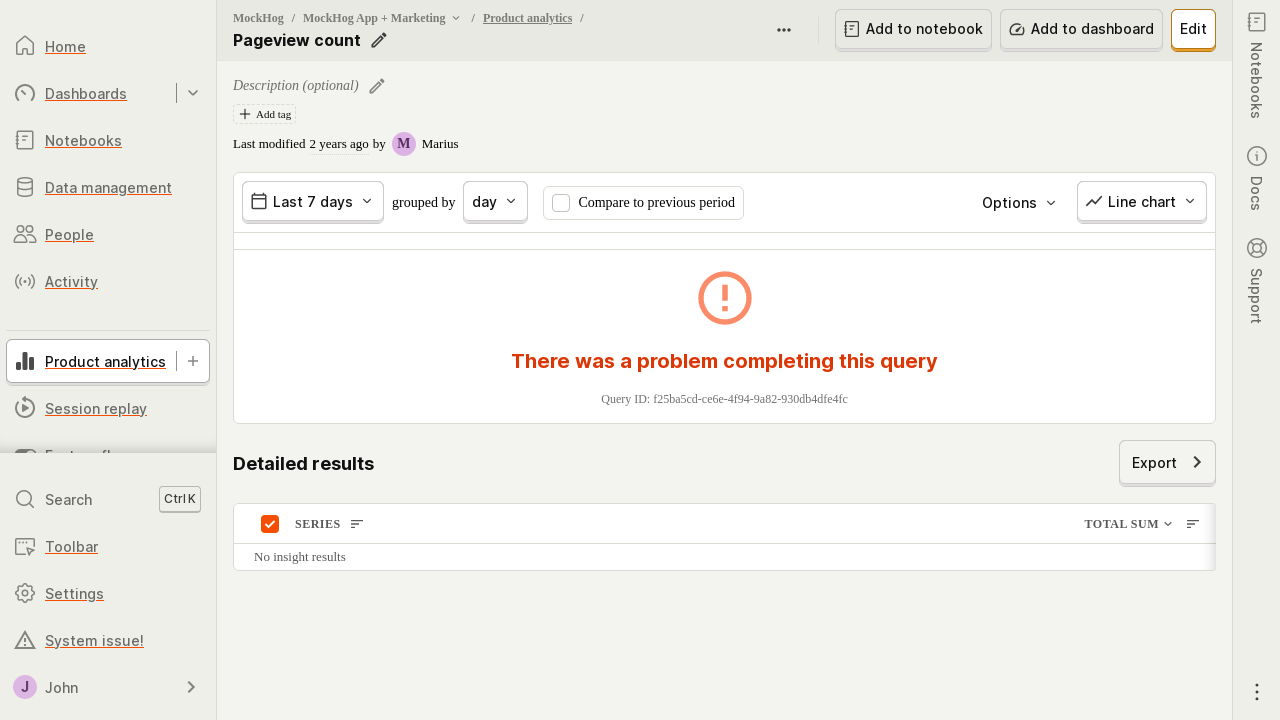 MockHog / MockHog App + Marketing / Product analytics /
Pageview count
Add to notebook
Add to dashboard
Edit
Description (optional)
Add tag
Last modified 2 years ago by M Marius
Last 7 days grouped by day Compare to previous period Options Line chart
There was a problem completing this query
Query ID: f25ba5cd-ce6e-4f94-9a82-930db4dfe4fc
Detailed results
Export
SERIES TOTAL SUM
No insight results
Home
Dashboards
Notebooks
Data management
People
Activity
Product analytics
Session replay
Search Ctrl K
Toolbar
Settings
System issue!
J John
Notebooks
Docs
Support